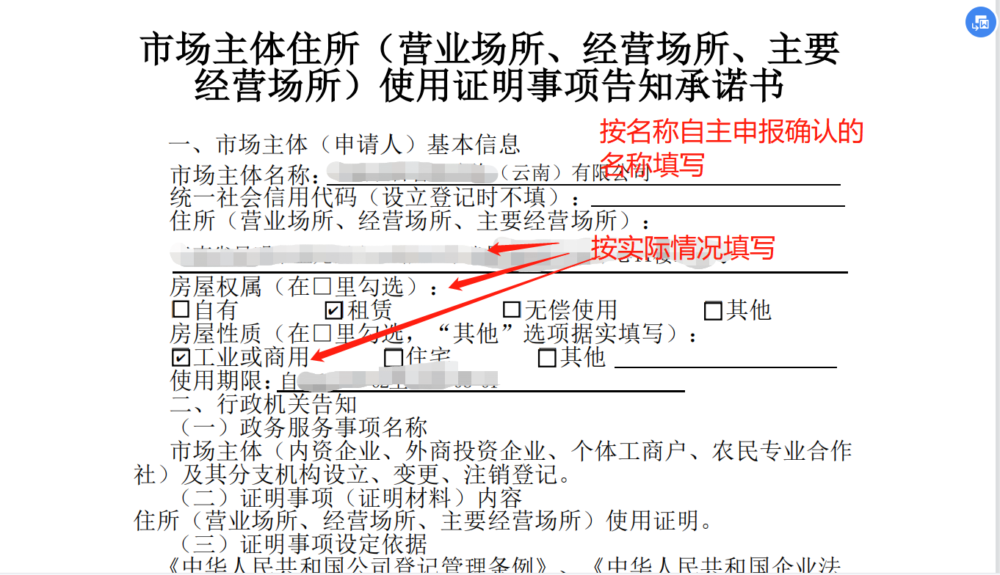 市场主体住所（营业场所、经营场所、主要
经营场所）使用证明事项告知承诺书
按名称自主申报确认的
名称填写
一、市场主体（申请人）基本信息
市场主体名称：（云南）有限公司
统一社会信用代码（设立登记时不填）：
住所（营业场所、经营场所、主要经营场所）：
按实际情况填写
房屋权属（在□里勾选）：
□自有 ☑租赁 □无偿使用 □其他
房屋性质（在□里勾选，“其他”选项据实填写）：
☑工业或商用 □住宅 □其他
使用期限：自
二、行政机关告知
（一）政务服务事项名称
市场主体（内资企业、外商投资企业、个体工商户、农民专业合作
社）及其分支机构设立、变更、注销登记。
（二）证明事项（证明材料）内容
住所（营业场所、经营场所、主要经营场所）使用证明。
（三）证明事项设定依据
《中华人民共和国公司登记管理条例》、《中华人民共和国企业法